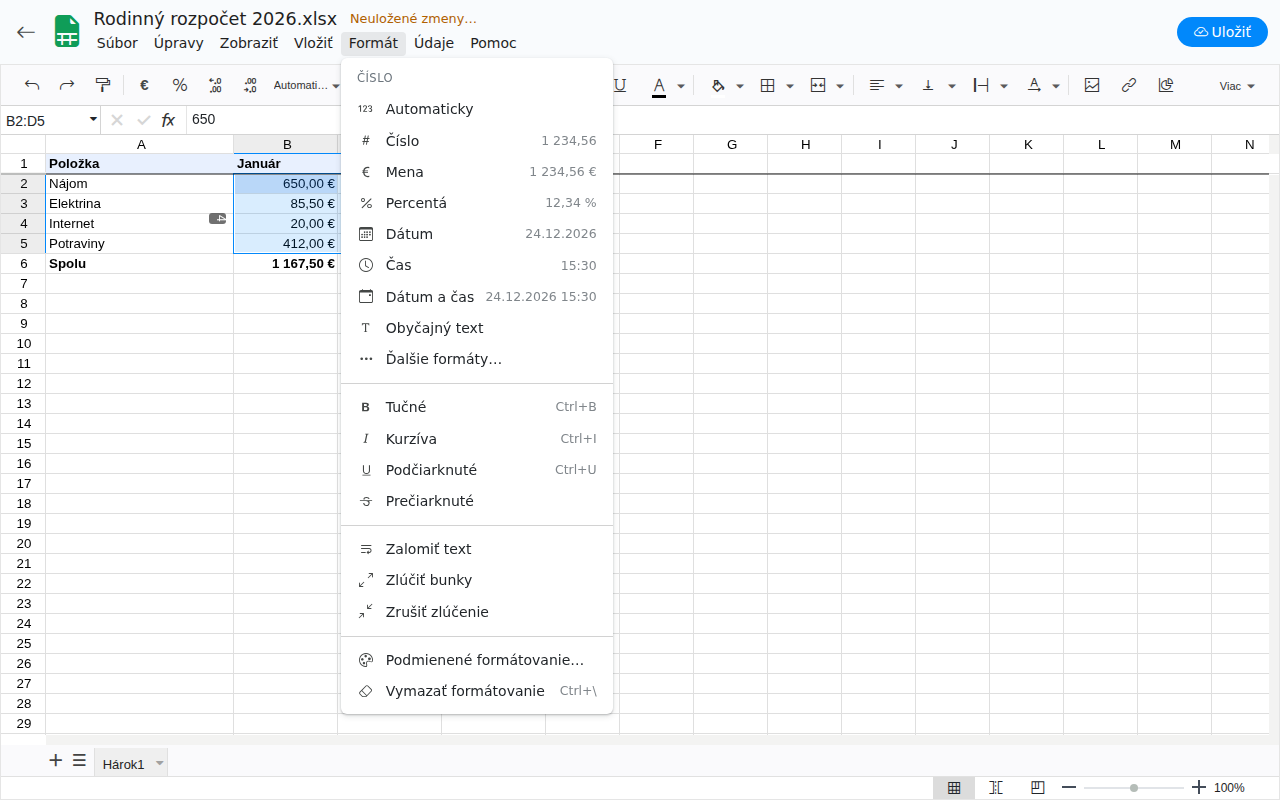 Rodinný rozpočet 2026.xlsx Neuložené zmeny…
Súbor Úpravy Zobraziť Vložiť Formát Údaje Pomoc
Uložiť
€ % Automati… Viac
B2:D5 fx 650
ČÍSLO
123 Automaticky
# Číslo 1 234,56
€ Mena 1 234,56 €
% Percentá 12,34 %
Dátum 24.12.2026
Čas 15:30
Dátum a čas 24.12.2026 15:30
T Obyčajný text
Ďalšie formáty…
B Tučné Ctrl+B
I Kurzíva Ctrl+I
U Podčiarknuté Ctrl+U
S Prečiarknuté
Zalomiť text
Zlúčiť bunky
Zrušiť zlúčenie
Podmienené formátovanie…
Vymazať formátovanie Ctrl+\
A B F G H I J K L M N
1 Položka Január
2 Nájom 650,00 €
3 Elektrina 85,50 €
4 Internet 20,00 €
5 Potraviny 412,00 €
6 Spolu 1 167,50 €
7
8
9
10
11
12
13
14
15
16
17
18
19
20
21
22
23
24
25
26
27
28
29
Hárok1
100%